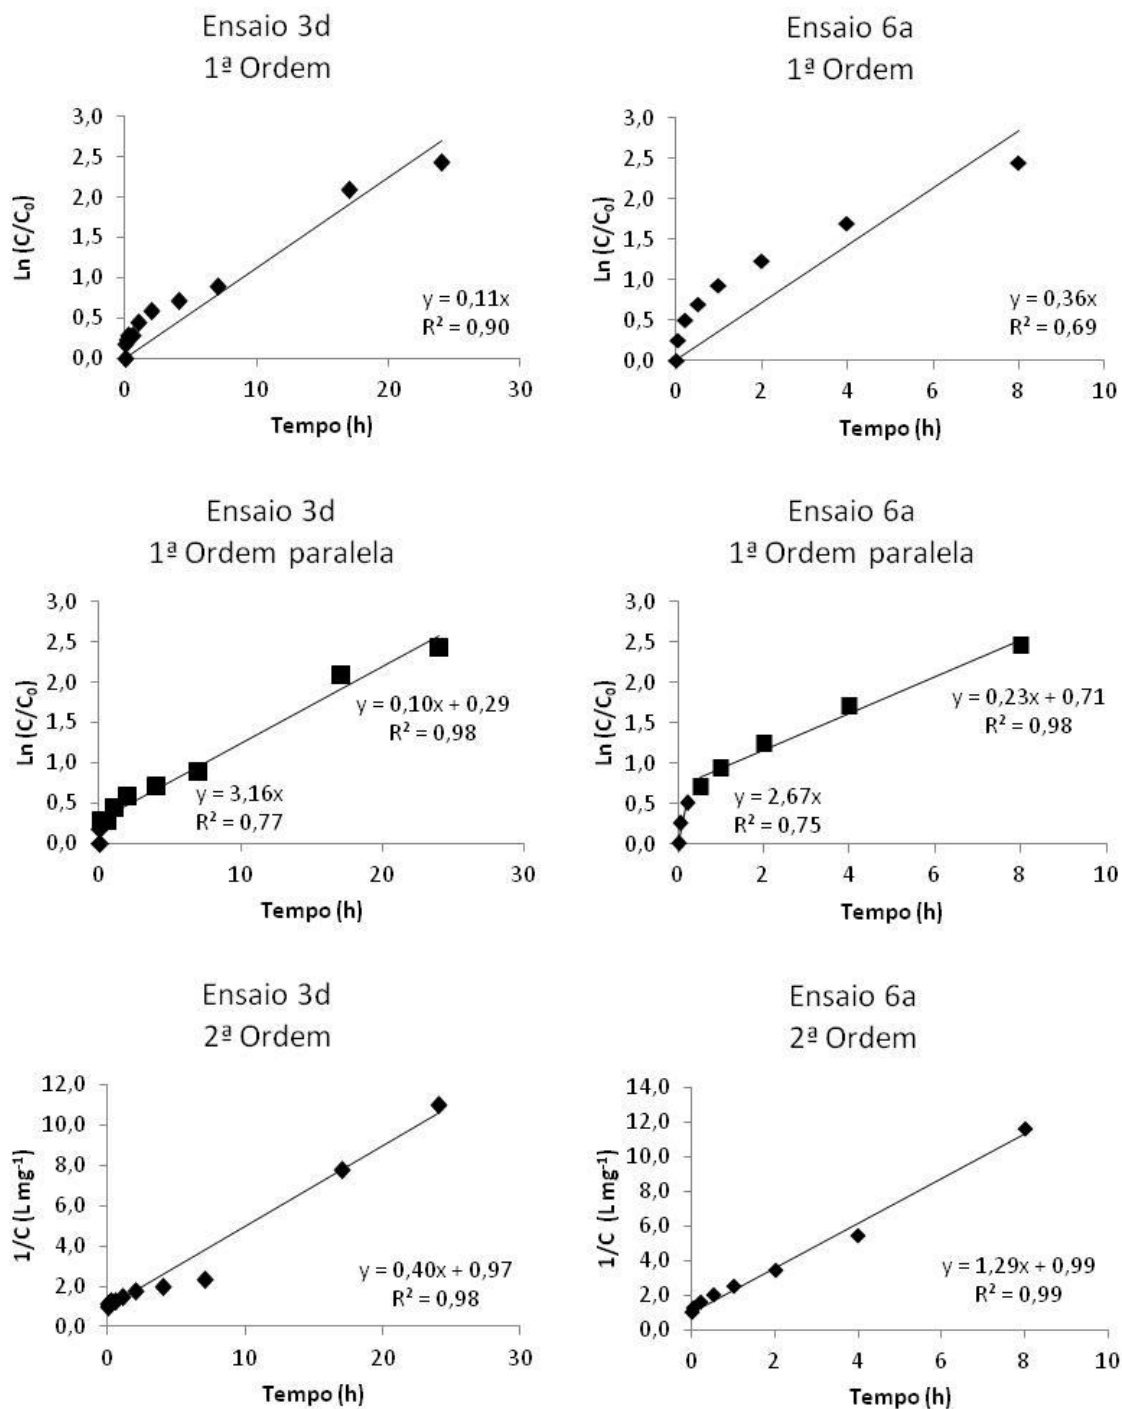 Ensaio 3d
1ª Ordem
3,0
2,5
2,0
1,5
1,0
0,5
0,0
Ln (C/C₀)
y = 0,11x
R² = 0,90
0
10
20
30
Tempo (h)
Ensaio 6a
1ª Ordem
3,0
2,5
2,0
1,5
1,0
0,5
0,0
Ln (C/C₀)
y = 0,36x
R² = 0,69
0
2
4
6
8
10
Tempo (h)
Ensaio 3d
1ª Ordem paralela
3,0
2,5
2,0
1,5
1,0
0,5
0,0
Ln (C/C₀)
y = 0,10x + 0,29
R² = 0,98
y = 3,16x
R² = 0,77
0
10
20
30
Tempo (h)
Ensaio 6a
1ª Ordem paralela
3,0
2,5
2,0
1,5
1,0
0,5
0,0
Ln (C/C₀)
y = 0,23x + 0,71
R² = 0,98
y = 2,67x
R² = 0,75
0
2
4
6
8
10
Tempo (h)
Ensaio 3d
2ª Ordem
12,0
10,0
8,0
6,0
4,0
2,0
0,0
1/C (L mg⁻¹)
y = 0,40x + 0,97
R² = 0,98
0
10
20
30
Tempo (h)
Ensaio 6a
2ª Ordem
14,0
12,0
10,0
8,0
6,0
4,0
2,0
0,0
1/C (L mg⁻¹)
y = 1,29x + 0,99
R² = 0,99
0
2
4
6
8
10
Tempo (h)